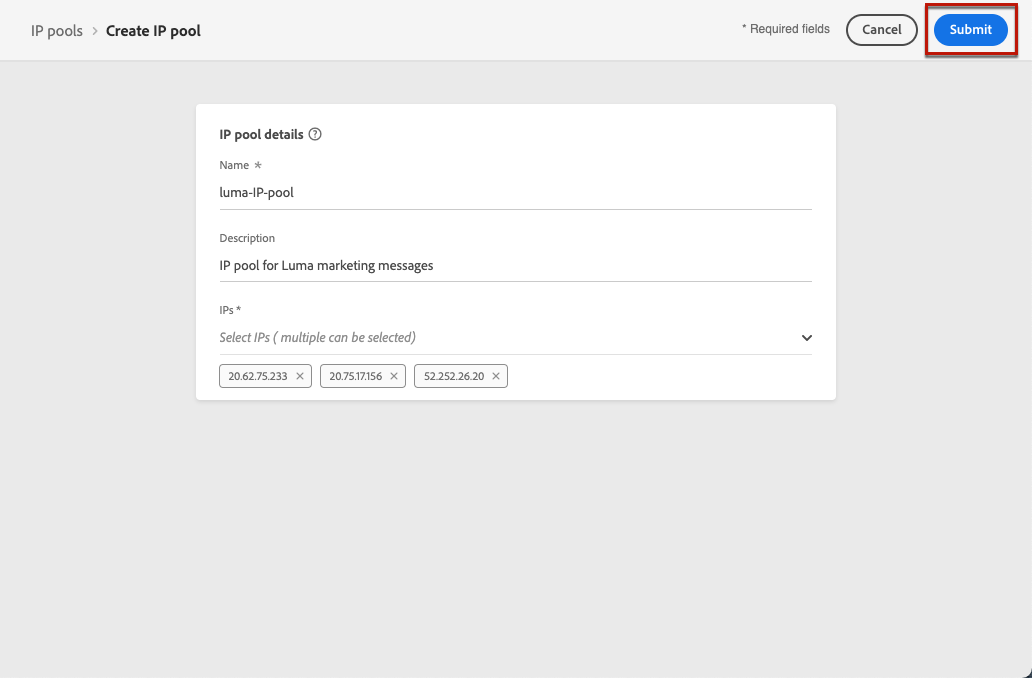 IP pools > Create IP pool
* Required fields
Cancel
Submit
IP pool details ?
Name *
luma-IP-pool
Description
IP pool for Luma marketing messages
IPs *
Select IPs ( multiple can be selected)
20.62.75.233 × 20.75.17.156 × 52.252.26.20 ×